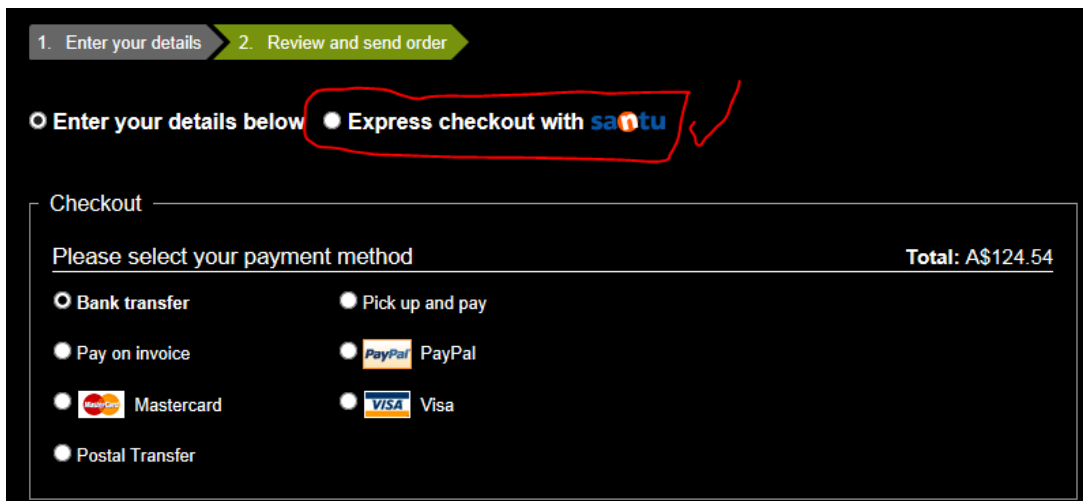 1. Enter your details 2. Review and send order
Enter your details below Express checkout with santu
Checkout
Please select your payment method Total: A$124.54
Bank transfer Pick up and pay
Pay on invoice PayPal PayPal
MasterCard Mastercard VISA Visa
Postal Transfer